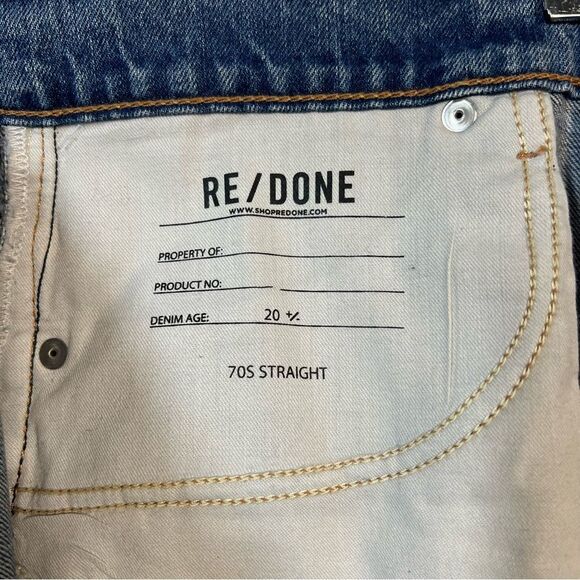 RE/DONE
WWW.SHOPREDONE.COM
PROPERTY OF:
PRODUCT NO:
DENIM AGE: 20 +/-
70S STRAIGHT